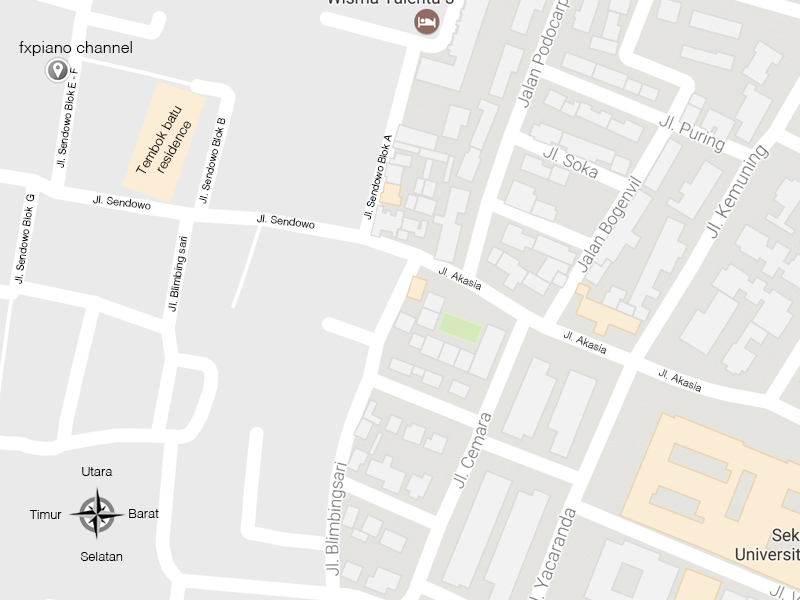 Wisma Talenta 3
fxpiano channel
Jalan Podocarp
Jl. Sendowo Blok E - F
Tembok batu
residence
Jl. Sendowo Blok B
Jl. Sendowo Blok A
Jl. Puring
Jl. Soka
Jl. Kemuning
Jalan Bogenvil
Jl. Sendowo
Jl. Sendowo
Jl. Sendowo Blok G
Jl. Blimbing sari
Jl. Akasia
Jl. Akasia
Jl. Akasia
Jl. Cemara
Jl. Blimbingsari
Jl. Yacaranda
Utara
Timur
Barat
Selatan
Sek
Universit
Jl. Y